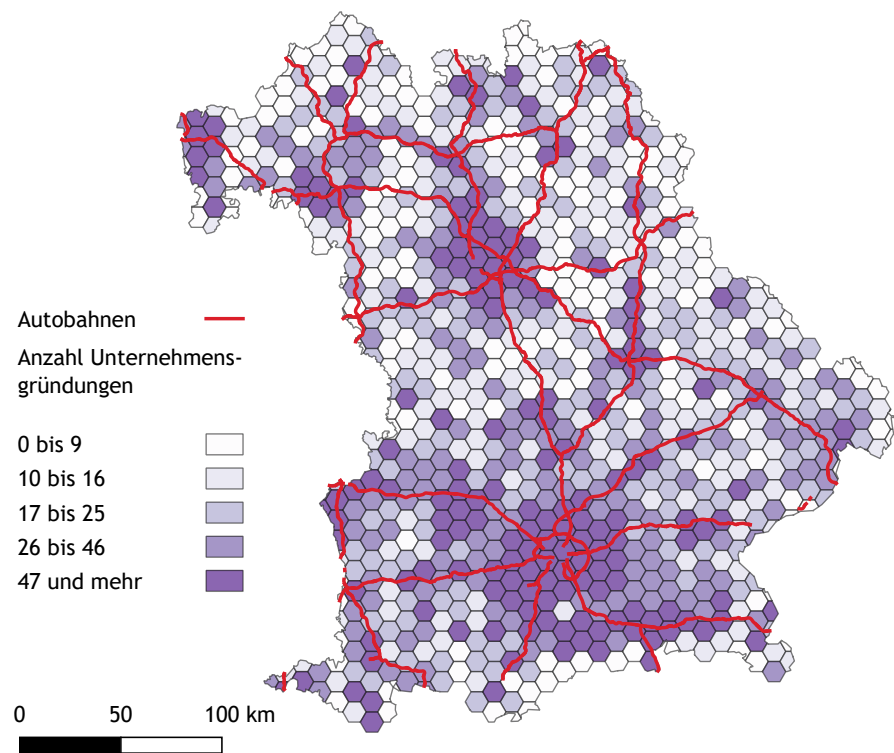 Autobahnen
Anzahl Unternehmens-
gründungen
0 bis 9
10 bis 16
17 bis 25
26 bis 46
47 und mehr
0 50 100 km